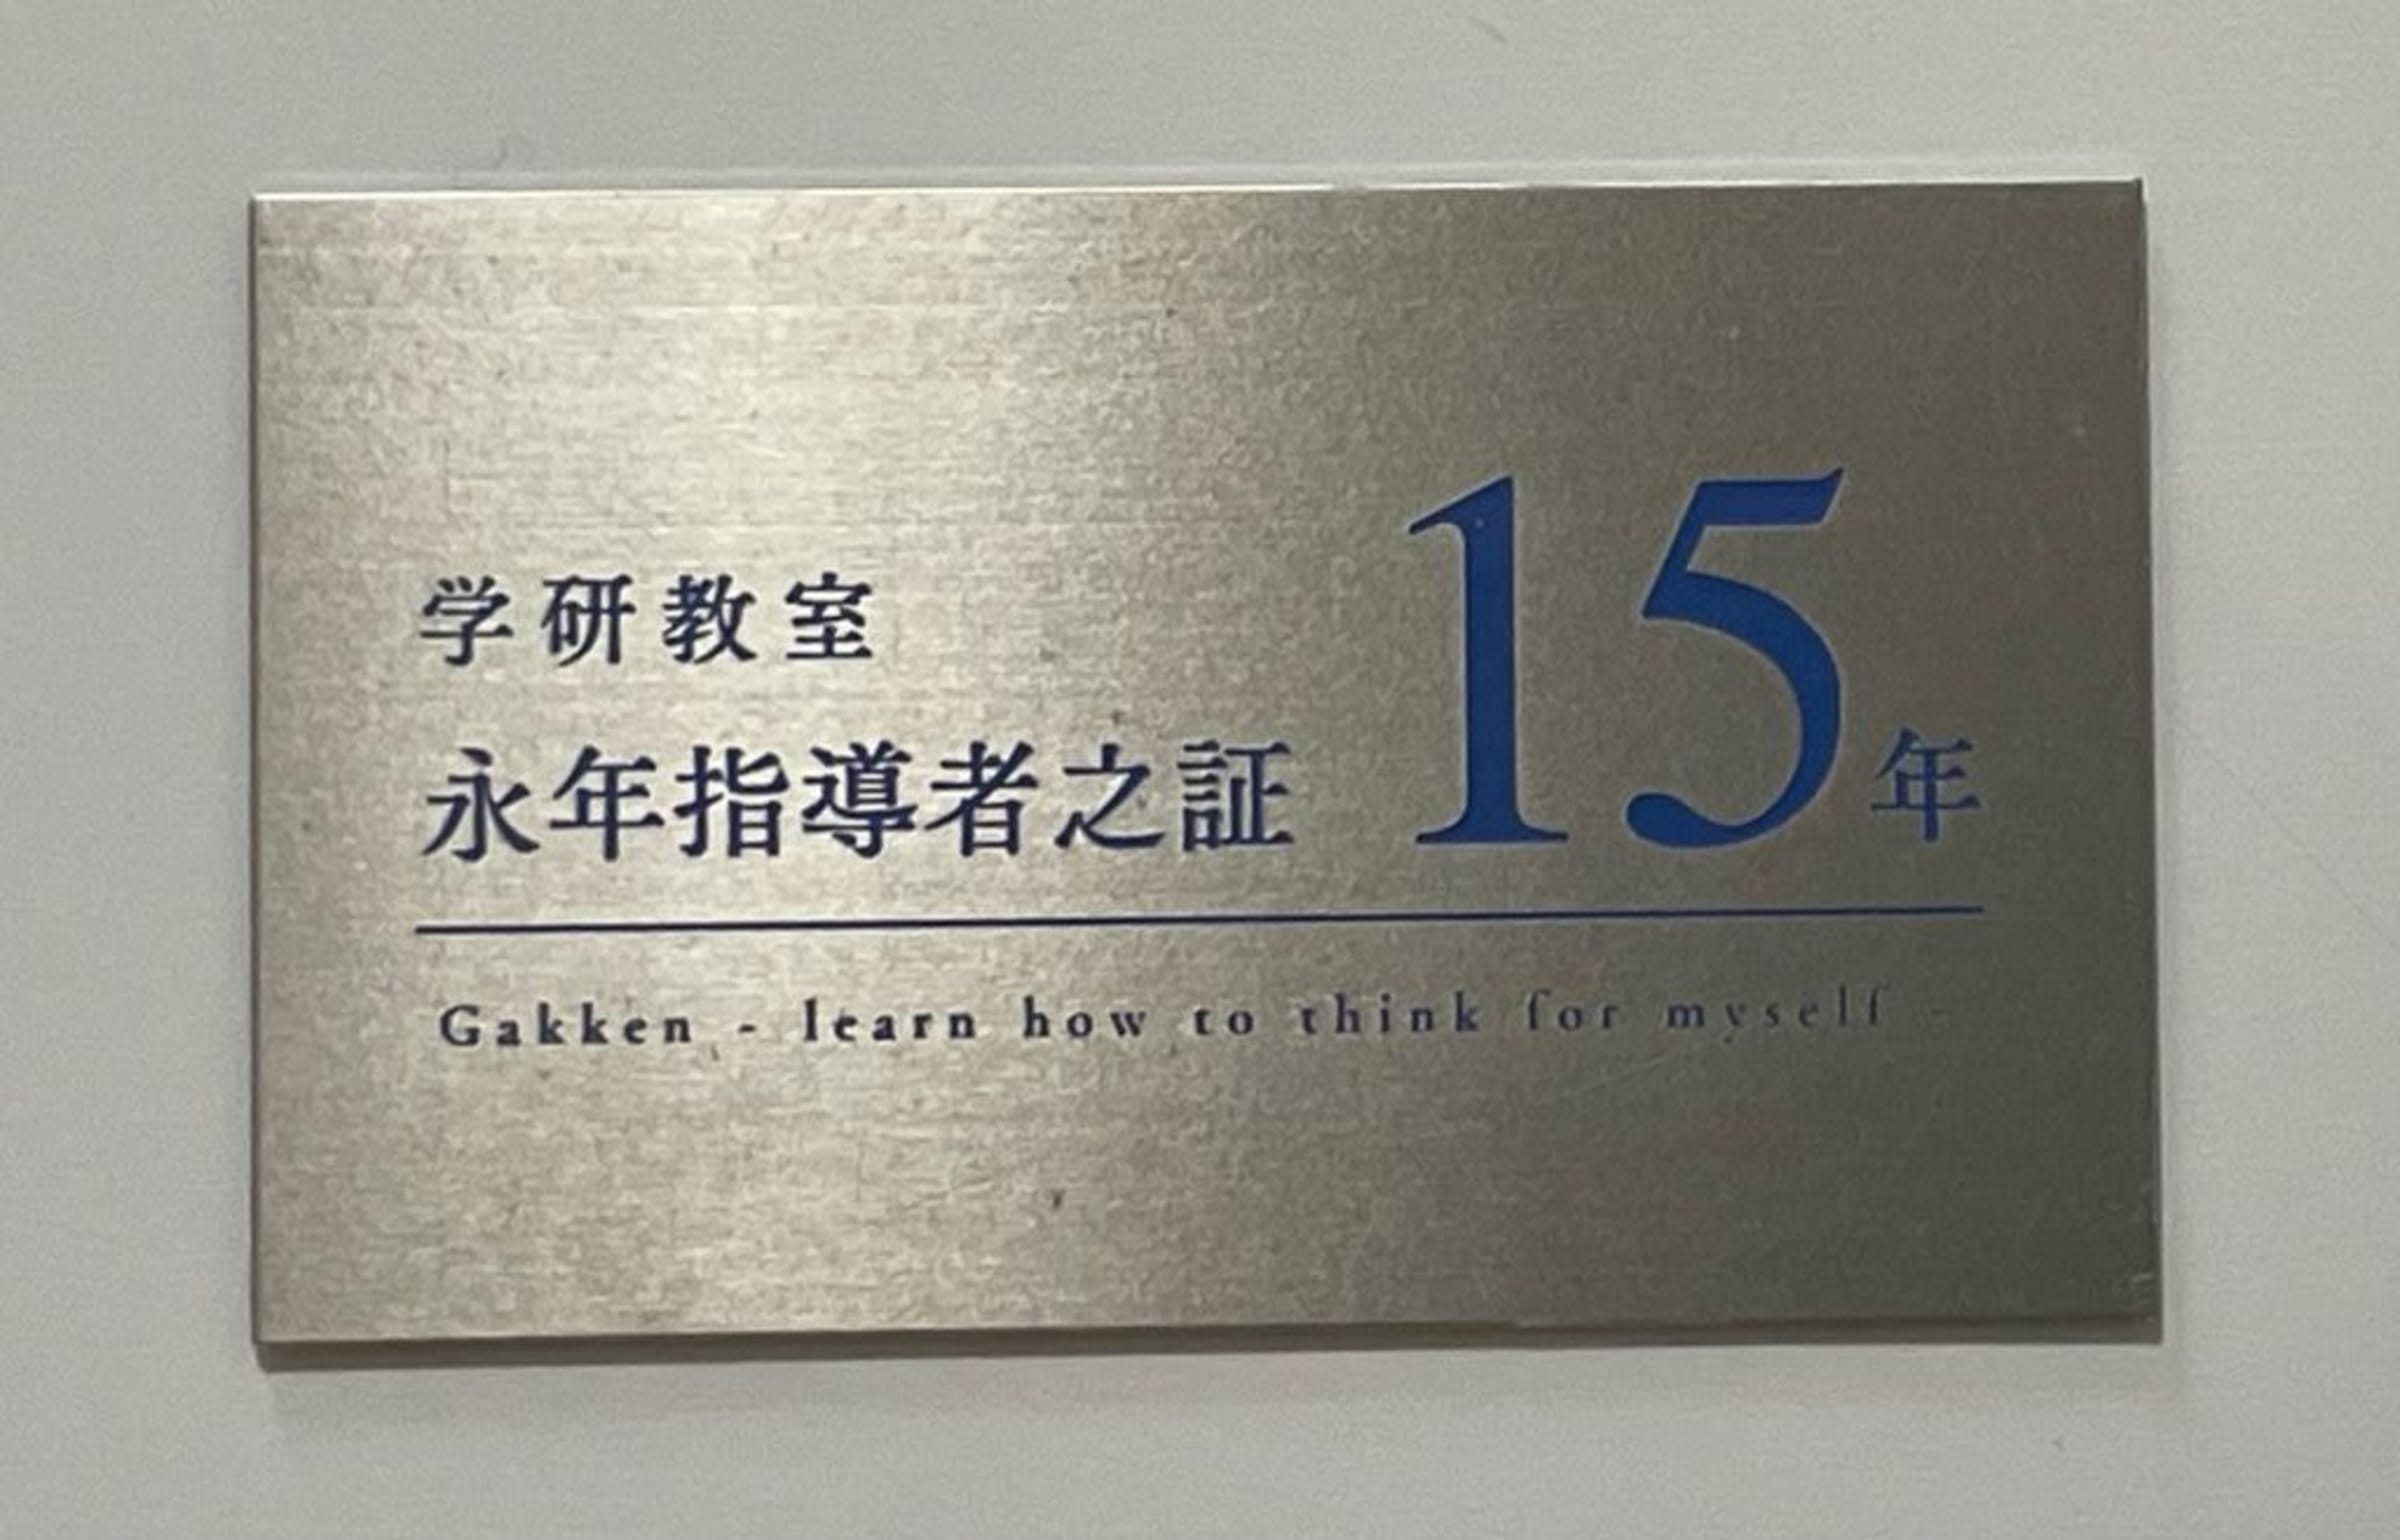 学研教室
永年指導者之証 15年
Gakken - learn how to think for myself -